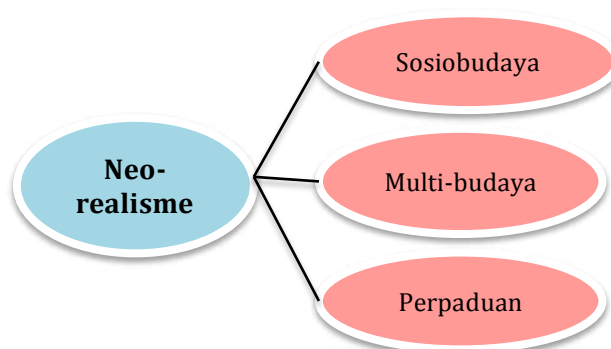 Neo-
realisme
Sosiobudaya
Multi-budaya
Perpaduan